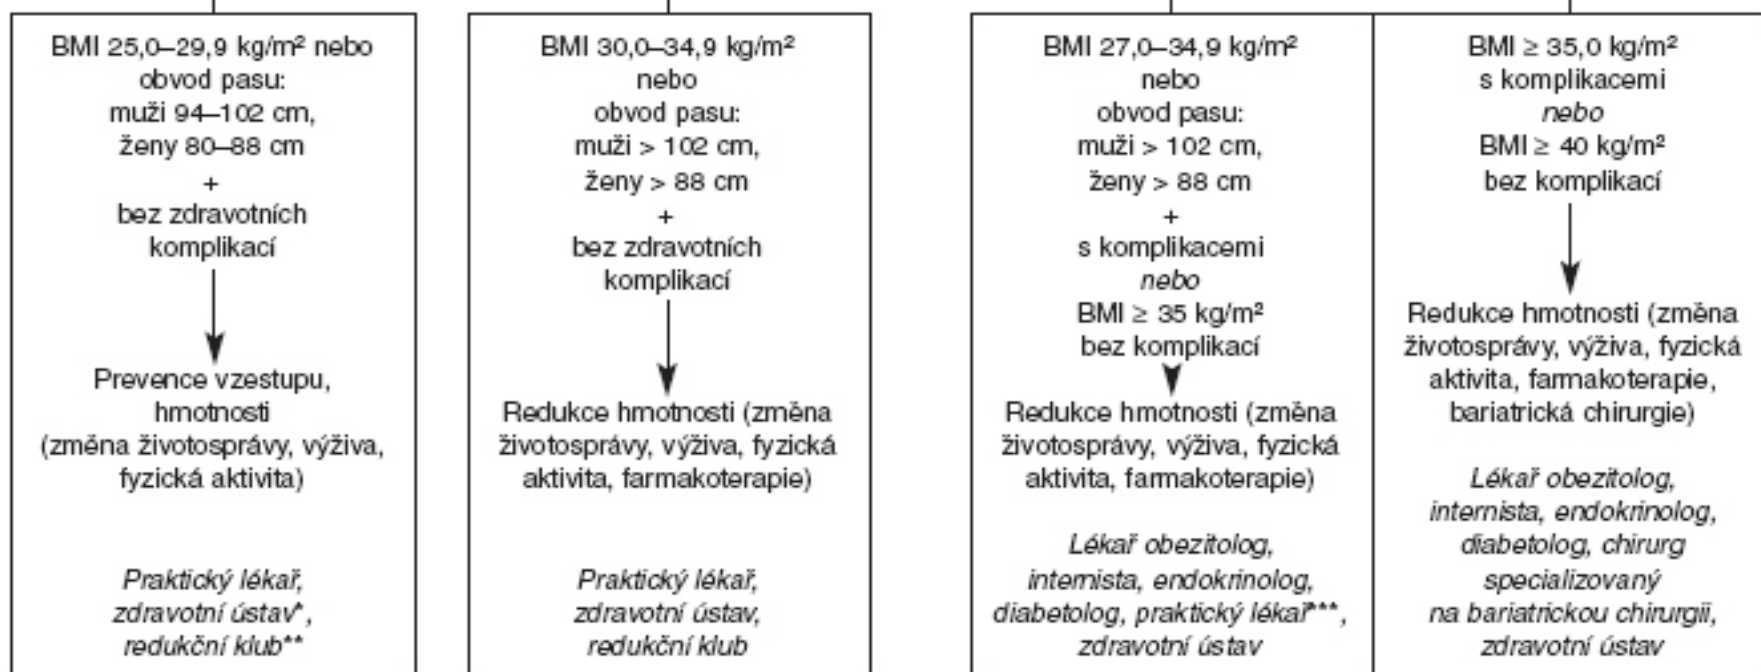 BMI 25,0–29,9 kg/m² nebo
obvod pasu:
muži 94–102 cm,
ženy 80–88 cm
+
bez zdravotních
komplikací
Prevence vzestupu,
hmotnosti
(změna životosprávy, výživa,
fyzická aktivita)
Praktický lékař,
zdravotní ústav*,
redukční klub**
BMI 30,0–34,9 kg/m²
nebo
obvod pasu:
muži > 102 cm,
ženy > 88 cm
+
bez zdravotních
komplikací
Redukce hmotnosti (změna
životosprávy, výživa, fyzická
aktivita, farmakoterapie)
Praktický lékař,
zdravotní ústav,
redukční klub
BMI 27,0–34,9 kg/m²
nebo
obvod pasu:
muži > 102 cm,
ženy > 88 cm
+
s komplikacemi
nebo
BMI ≥ 35 kg/m²
bez komplikací
Redukce hmotnosti (změna
životosprávy, výživa, fyzická
aktivita, farmakoterapie)
Lékař obezitolog,
internista, endokrinolog,
diabetolog, praktický lékař***,
zdravotní ústav
BMI ≥ 35,0 kg/m²
s komplikacemi
nebo
BMI ≥ 40 kg/m²
bez komplikací
Redukce hmotnosti (změna
životosprávy, výživa, fyzická
aktivita, farmakoterapie,
bariatrická chirurgie)
Lékař obezitolog,
internista, endokrinolog,
diabetolog, chirurg
specializovaný
na bariatrickou chirurgii,
zdravotní ústav